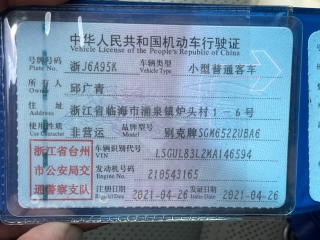 中华人民共和国机动车行驶证
Vehicle License of the People's Republic of China
号牌号码 浙J6A95K 车辆类型 小型普通客车
Plate No. Vehicle Type
所有人 邱广青
Owner
住址 浙江省临海市涌泉镇炉头村1-6号
Address
使用性质 非营运 品牌型号 别克牌SGM6522UBA6
Use Character Model
浙江省台州
市公安局交
通警察支队
车辆识别代号 LSGUL83L2MA146594
VIN
发动机号码 210543165
Engine No.
注册日期 2021-04-26 发证日期 2021-04-26
Register Date Issue Date